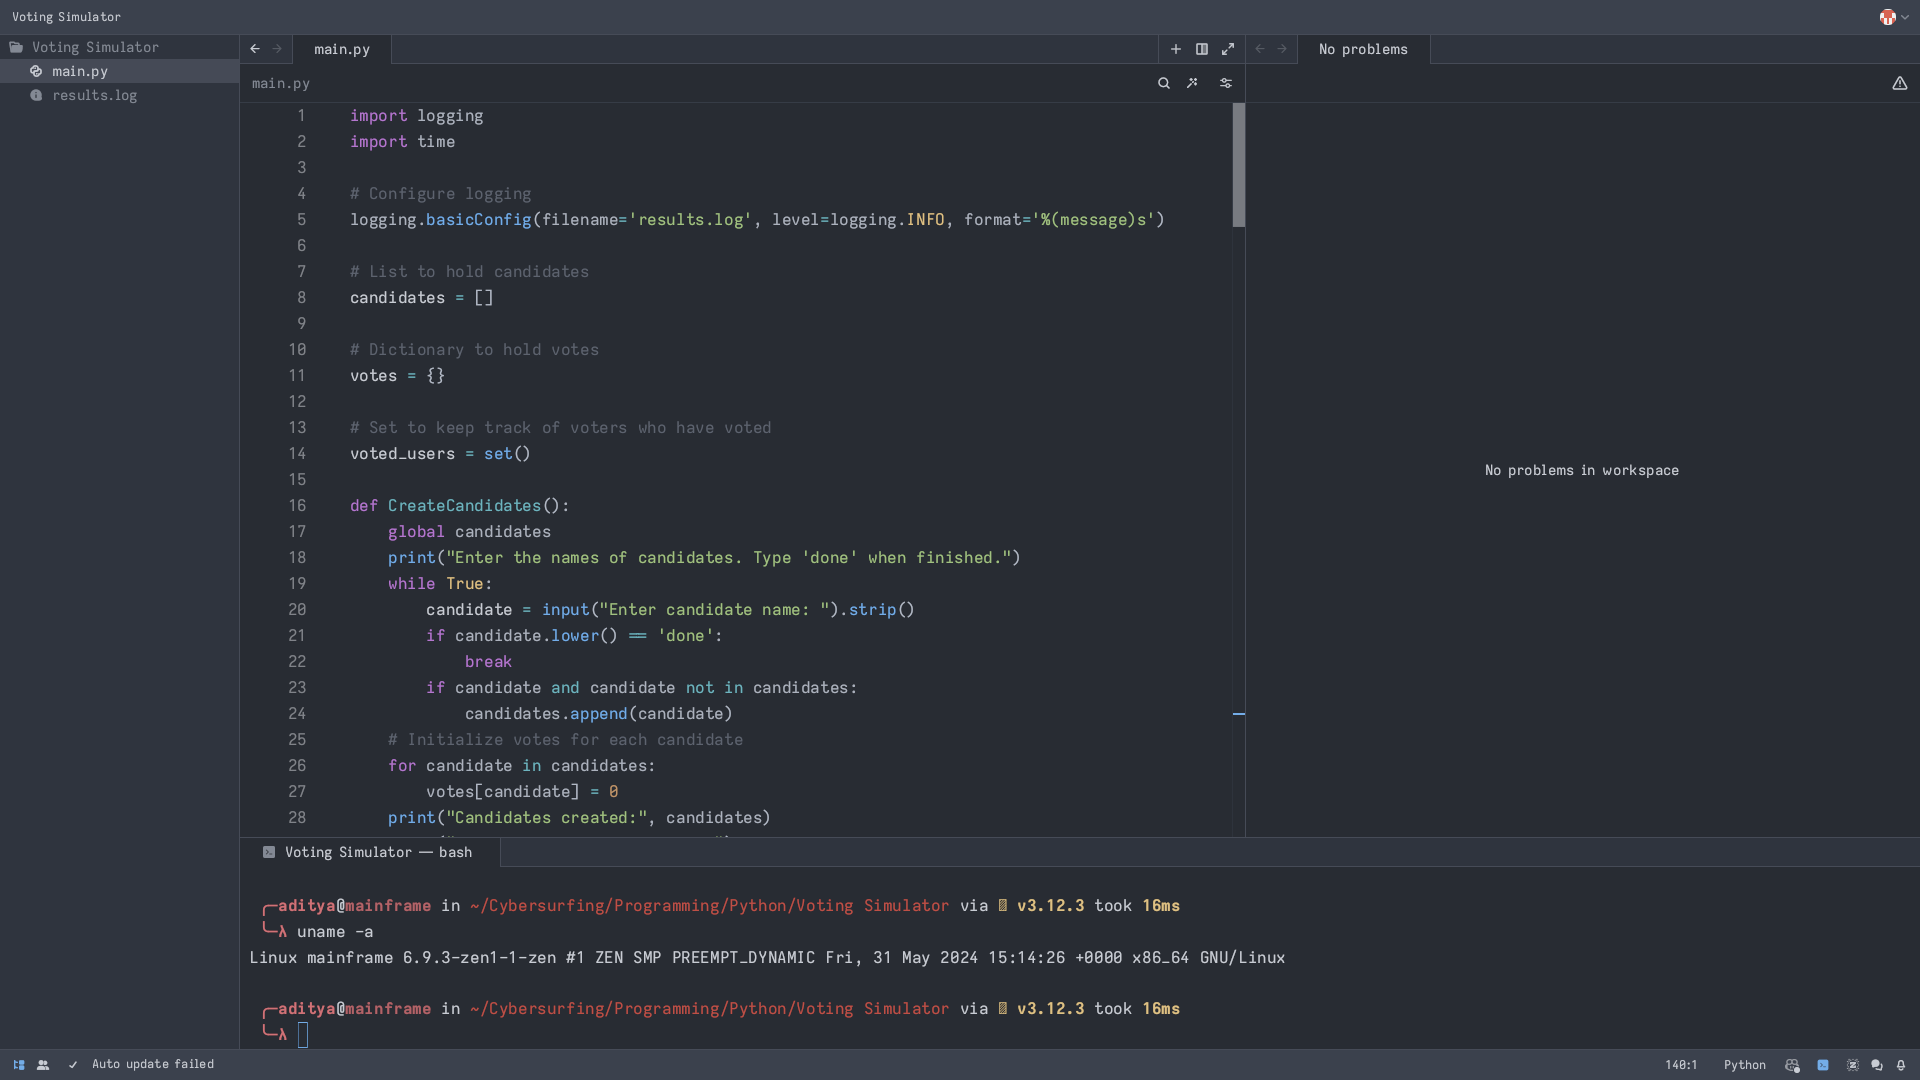 Voting Simulator
Voting Simulator
main.py
results.log
main.py
No problems
main.py
1 import logging
2 import time
3
4 # Configure logging
5 logging.basicConfig(filename='results.log', level=logging.INFO, format='%(message)s')
6
7 # List to hold candidates
8 candidates = []
9
10 # Dictionary to hold votes
11 votes = {}
12
13 # Set to keep track of voters who have voted
14 voted_users = set()
15
16 def CreateCandidates():
17     global candidates
18     print("Enter the names of candidates. Type 'done' when finished.")
19     while True:
20         candidate = input("Enter candidate name: ").strip()
21         if candidate.lower() == 'done':
22             break
23         if candidate and candidate not in candidates:
24             candidates.append(candidate)
25     # Initialize votes for each candidate
26     for candidate in candidates:
27         votes[candidate] = 0
28     print("Candidates created:", candidates)
No problems in workspace
Voting Simulator — bash
╭─aditya@mainframe in ~/Cybersurfing/Programming/Python/Voting Simulator via v3.12.3 took 16ms
╰─λ uname -a
Linux mainframe 6.9.3-zen1-1-zen #1 ZEN SMP PREEMPT_DYNAMIC Fri, 31 May 2024 15:14:26 +0000 x86_64 GNU/Linux
╭─aditya@mainframe in ~/Cybersurfing/Programming/Python/Voting Simulator via v3.12.3 took 16ms
╰─λ
Auto update failed
140:1
Python